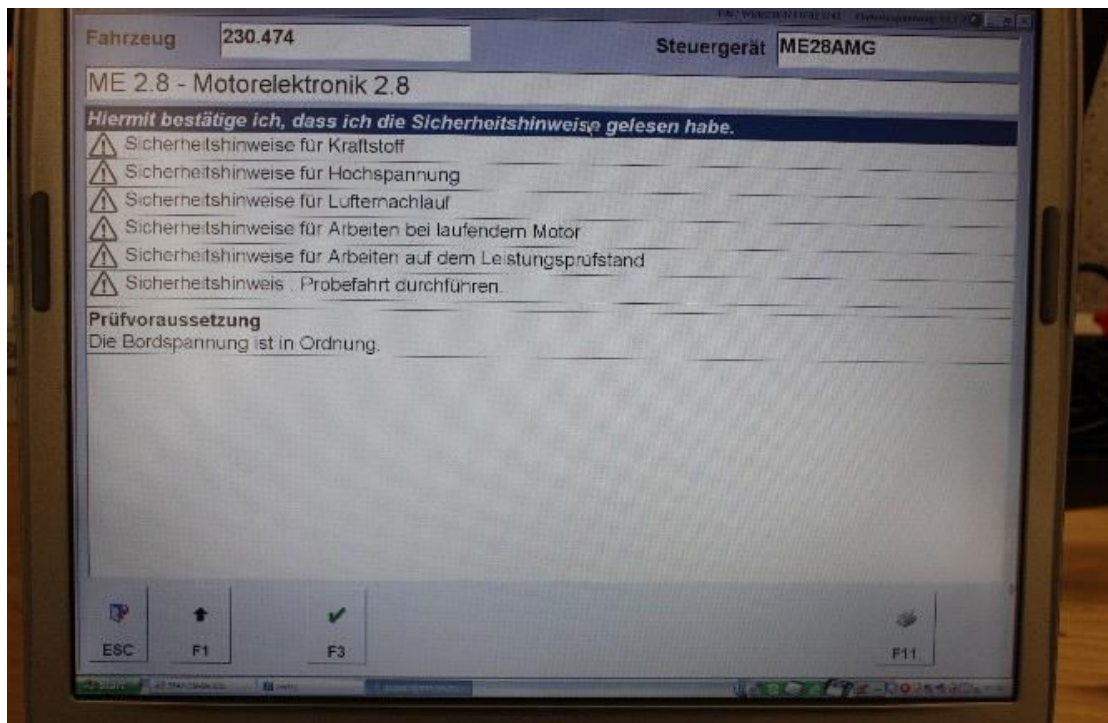 Fahrzeug 230.474 Steuergerät ME28AMG
ME 2.8 - Motorelektronik 2.8
Hiermit bestätige ich, dass ich die Sicherheitshinweise gelesen habe.
Sicherheitshinweise für Kraftstoff
Sicherheitshinweise für Hochspannung
Sicherheitshinweise für Lüfternachlauf
Sicherheitshinweise für Arbeiten bei laufendem Motor
Sicherheitshinweise für Arbeiten auf dem Leistungsprüfstand
Sicherheitshinweis : Probefahrt durchführen.
Prüfvoraussetzung
Die Bordspannung ist in Ordnung.
ESC F1 F3 F11
Start